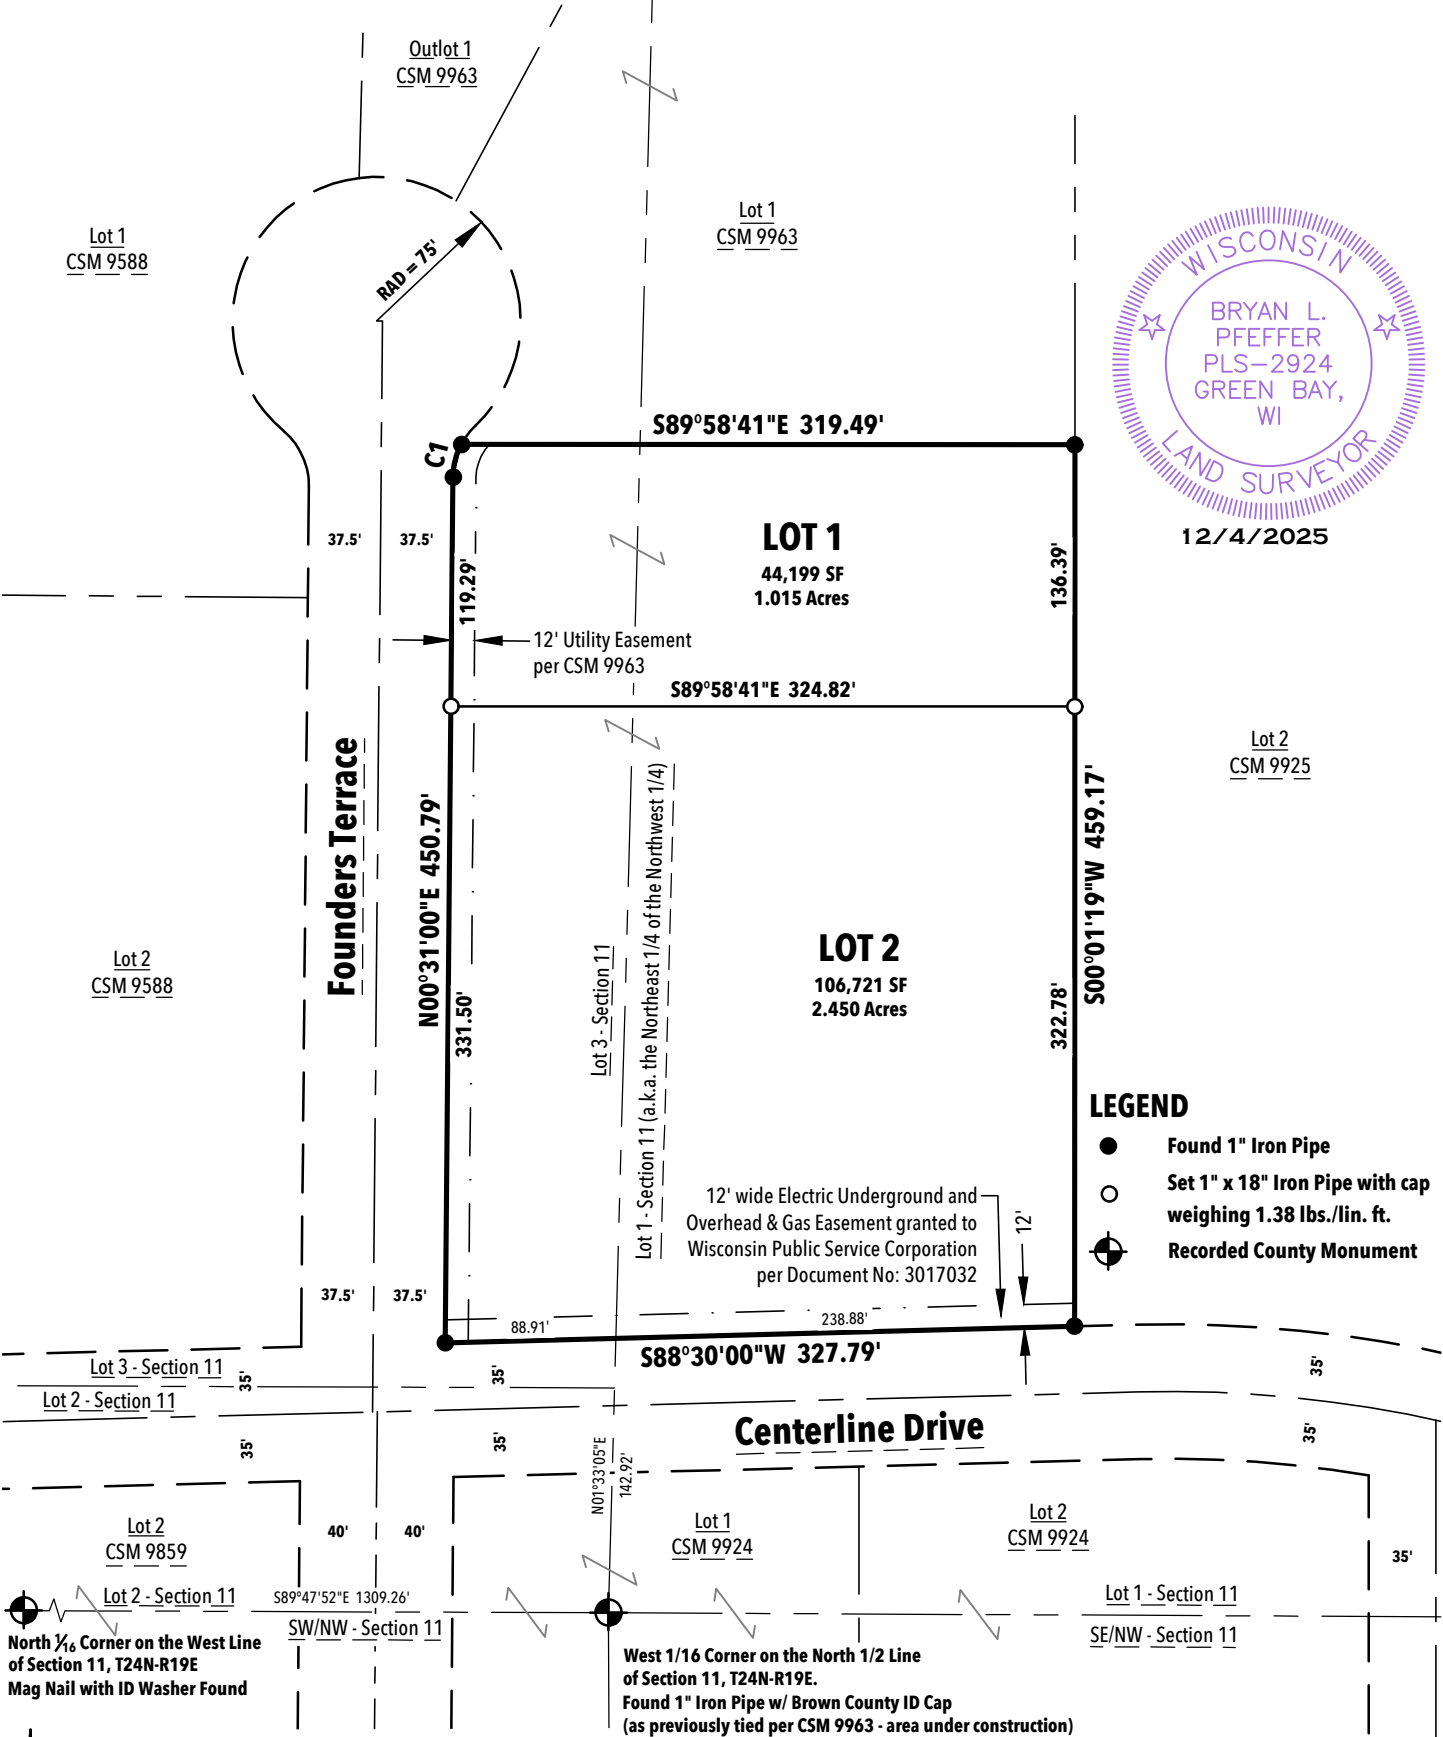 Outlot 1
CSM 9963
Lot 1
CSM 9588
RAD = 75'
Lot 1
CSM 9963
WISCONSIN
BRYAN L.
PFEFFER
PLS-2924
GREEN BAY,
WI
LAND SURVEYOR
12/4/2025
S89°58'41"E 319.49'
C1
37.5'
37.5'
119.29'
LOT 1
44,199 SF
1.015 Acres
136.39'
12' Utility Easement
per CSM 9963
S89°58'41"E 324.82'
Lot 2
CSM 9925
Founders Terrace
N00°31'00"E 450.79'
331.50'
Lot 3 - Section 11
Lot 1 - Section 11 (a.k.a. the Northeast 1/4 of the Northwest 1/4)
LOT 2
106,721 SF
2.450 Acres
S00°01'19"W 459.17'
322.78'
Lot 2
CSM 9588
LEGEND
Found 1" Iron Pipe
Set 1" x 18" Iron Pipe with cap
weighing 1.38 lbs./lin. ft.
Recorded County Monument
12' wide Electric Underground and
Overhead & Gas Easement granted to
Wisconsin Public Service Corporation
per Document No: 3017032
12'
37.5'
37.5'
88.91'
238.88'
S88°30'00"W 327.79'
Lot 3 - Section 11
Lot 2 - Section 11
35'
35'
35'
Centerline Drive
35'
35'
35'
N01°33'05"E
142.92'
Lot 2
CSM 9859
40'
40'
Lot 1
CSM 9924
Lot 2
CSM 9924
35'
Lot 2 - Section 11
S89°47'52"E 1309.26'
SW/NW - Section 11
Lot 1 - Section 11
SE/NW - Section 11
North 1/16 Corner on the West Line
of Section 11, T24N-R19E
Mag Nail with ID Washer Found
West 1/16 Corner on the North 1/2 Line
of Section 11, T24N-R19E.
Found 1" Iron Pipe w/ Brown County ID Cap
(as previously tied per CSM 9963 - area under construction)